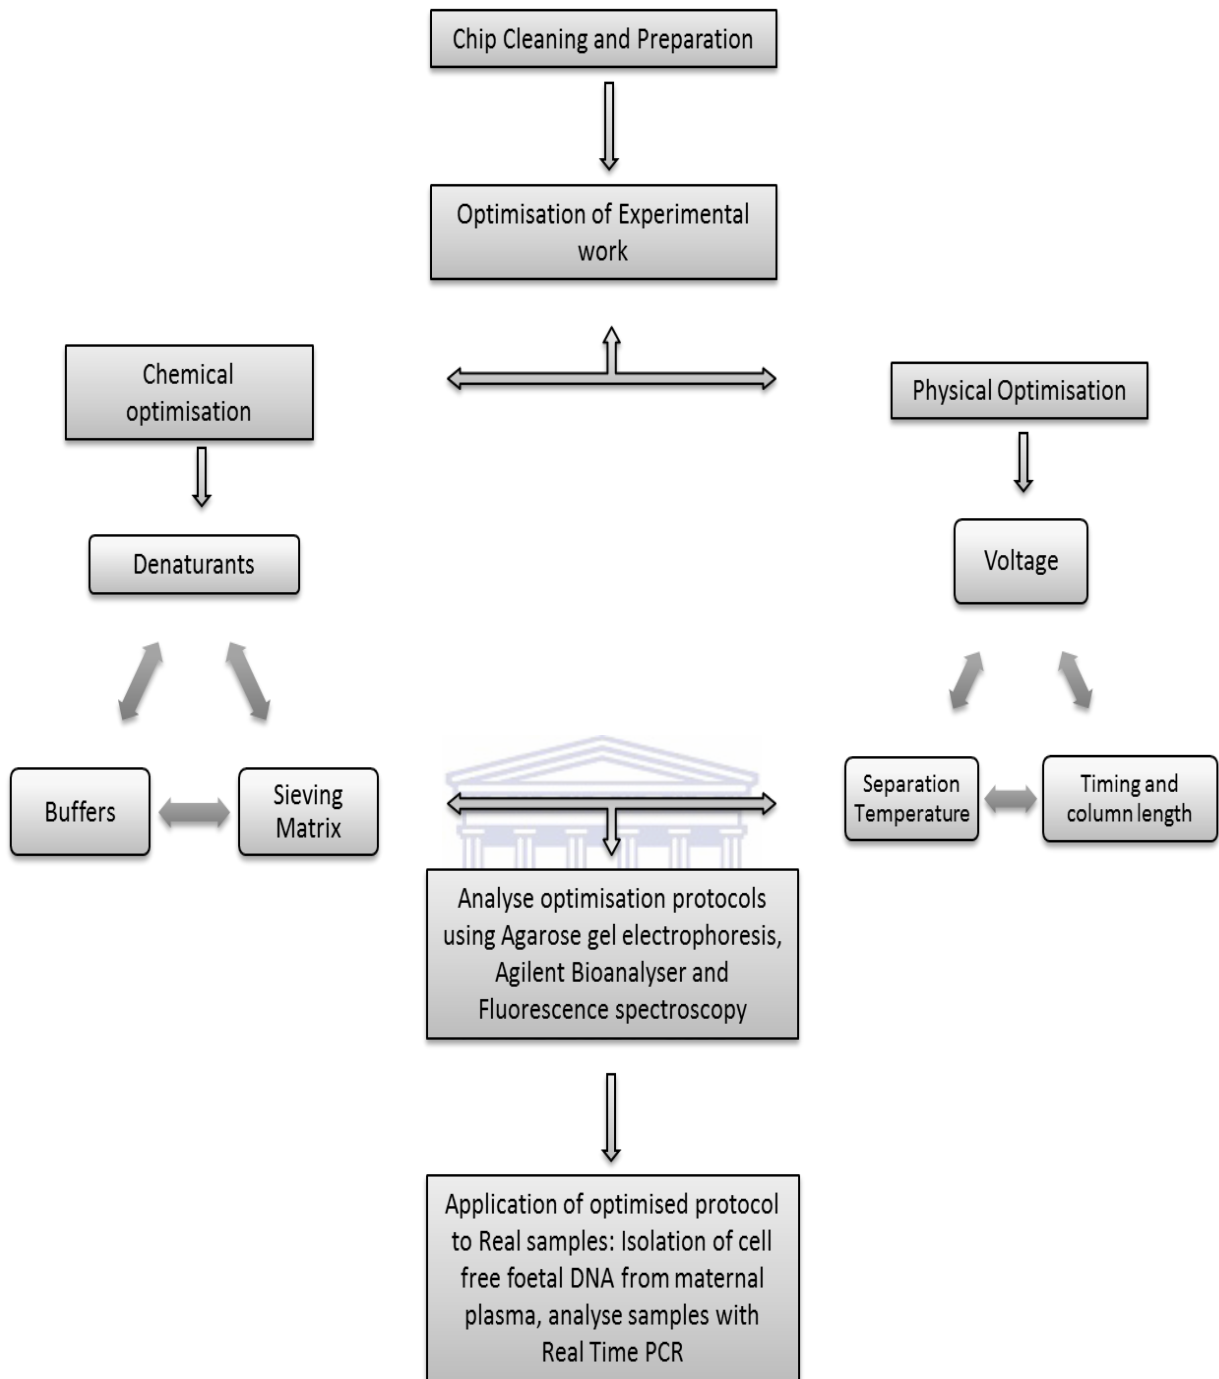 Chip Cleaning and Preparation
Optimisation of Experimental
work
Chemical
optimisation
Physical Optimisation
Denaturants
Voltage
Buffers
Sieving
Matrix
Separation
Temperature
Timing and
column length
Analyse optimisation protocols
using Agarose gel electrophoresis,
Agilent Bioanalyser and
Fluorescence spectroscopy
Application of optimised protocol
to Real samples: Isolation of cell
free foetal DNA from maternal
plasma, analyse samples with
Real Time PCR